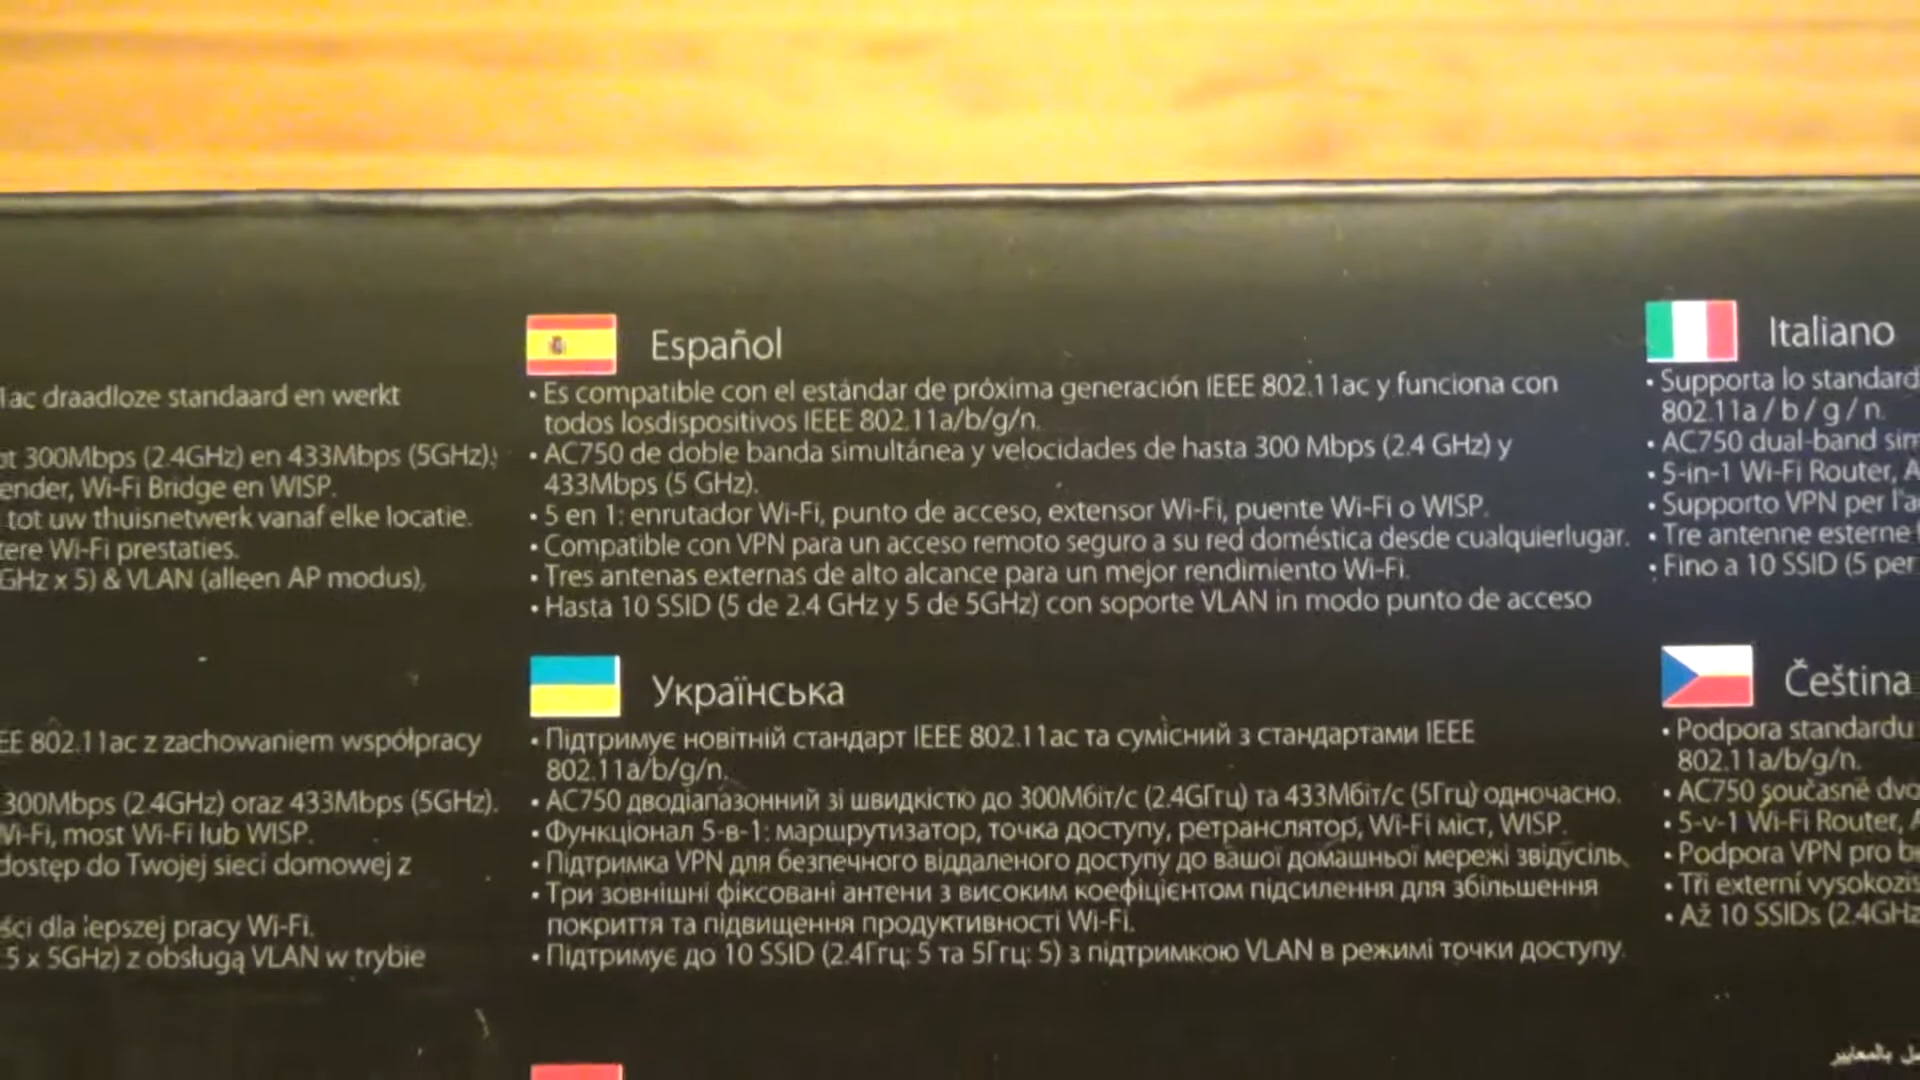 Español
• Es compatible con el estándar de próxima generación IEEE 802.11ac y funciona con
todos losdispositivos IEEE 802.11a/b/g/n.
• AC750 de doble banda simultánea y velocidades de hasta 300 Mbps (2.4 GHz) y
433Mbps (5 GHz).
• 5 en 1: enrutador Wi-Fi, punto de acceso, extensor Wi-Fi, puente Wi-Fi o WISP.
• Compatible con VPN para un acceso remoto seguro a su red doméstica desde cualquierlugar.
• Tres antenas externas de alto alcance para un mejor rendimiento Wi-Fi.
• Hasta 10 SSID (5 de 2.4 GHz y 5 de 5GHz) con soporte VLAN in modo punto de acceso
Українська
• Підтримує новітній стандарт IEEE 802.11ac та сумісний з стандартами IEEE
802.11a/b/g/n.
• AC750 дводіапазонний зі швидкістю до 300Мбіт/с (2.4GГгц) та 433Мбіт/с (5Ггц) одночасно.
• Функціонал 5-в-1: маршрутизатор, точка доступу, ретранслятор, Wi-Fi міст, WISP.
• Підтримка VPN для безпечного віддаленого доступу до вашої домашньої мережі звідусіль.
• Три зовнішні фіксовані антени з високим коефіцієнтом підсилення для збільшення
покриття та підвищення продуктивності Wi-Fi.
• Підтримує до 10 SSID (2.4Ггц: 5 та 5Ггц: 5) з підтримкою VLAN в режимі точки доступу.
draadloze standaard en werkt
300Mbps (2.4GHz) en 433Mbps (5GHz).
Wi-Fi Bridge en WISP.
tot uw thuisnetwerk vanaf elke locatie.
Wi-Fi prestaties.
x 5) & VLAN (alleen AP modus),
802.11ac z zachowaniem współpracy
300Mbps (2.4GHz) oraz 433Mbps (5GHz).
most Wi-Fi lub WISP.
dostęp do Twojej sieci domowej z
dla lepszej pracy Wi-Fi.
5 x 5GHz) z obsługą VLAN w trybie
Italiano
• Supporta lo standard
802.11a / b / g / n.
• AC750 dual-band
• 5-in-1 Wi-Fi Router,
• Supporto VPN per
• Tre antenne esterne
• Fino a 10 SSID (5 per
Čeština
• Podpora standardu
802.11a/b/g/n.
• AC750 současně
• 5-v-1 Wi-Fi Router,
• Podpora VPN pro
• Tři externí
• Až 10 SSIDs (2.4GHz
بالمعايير